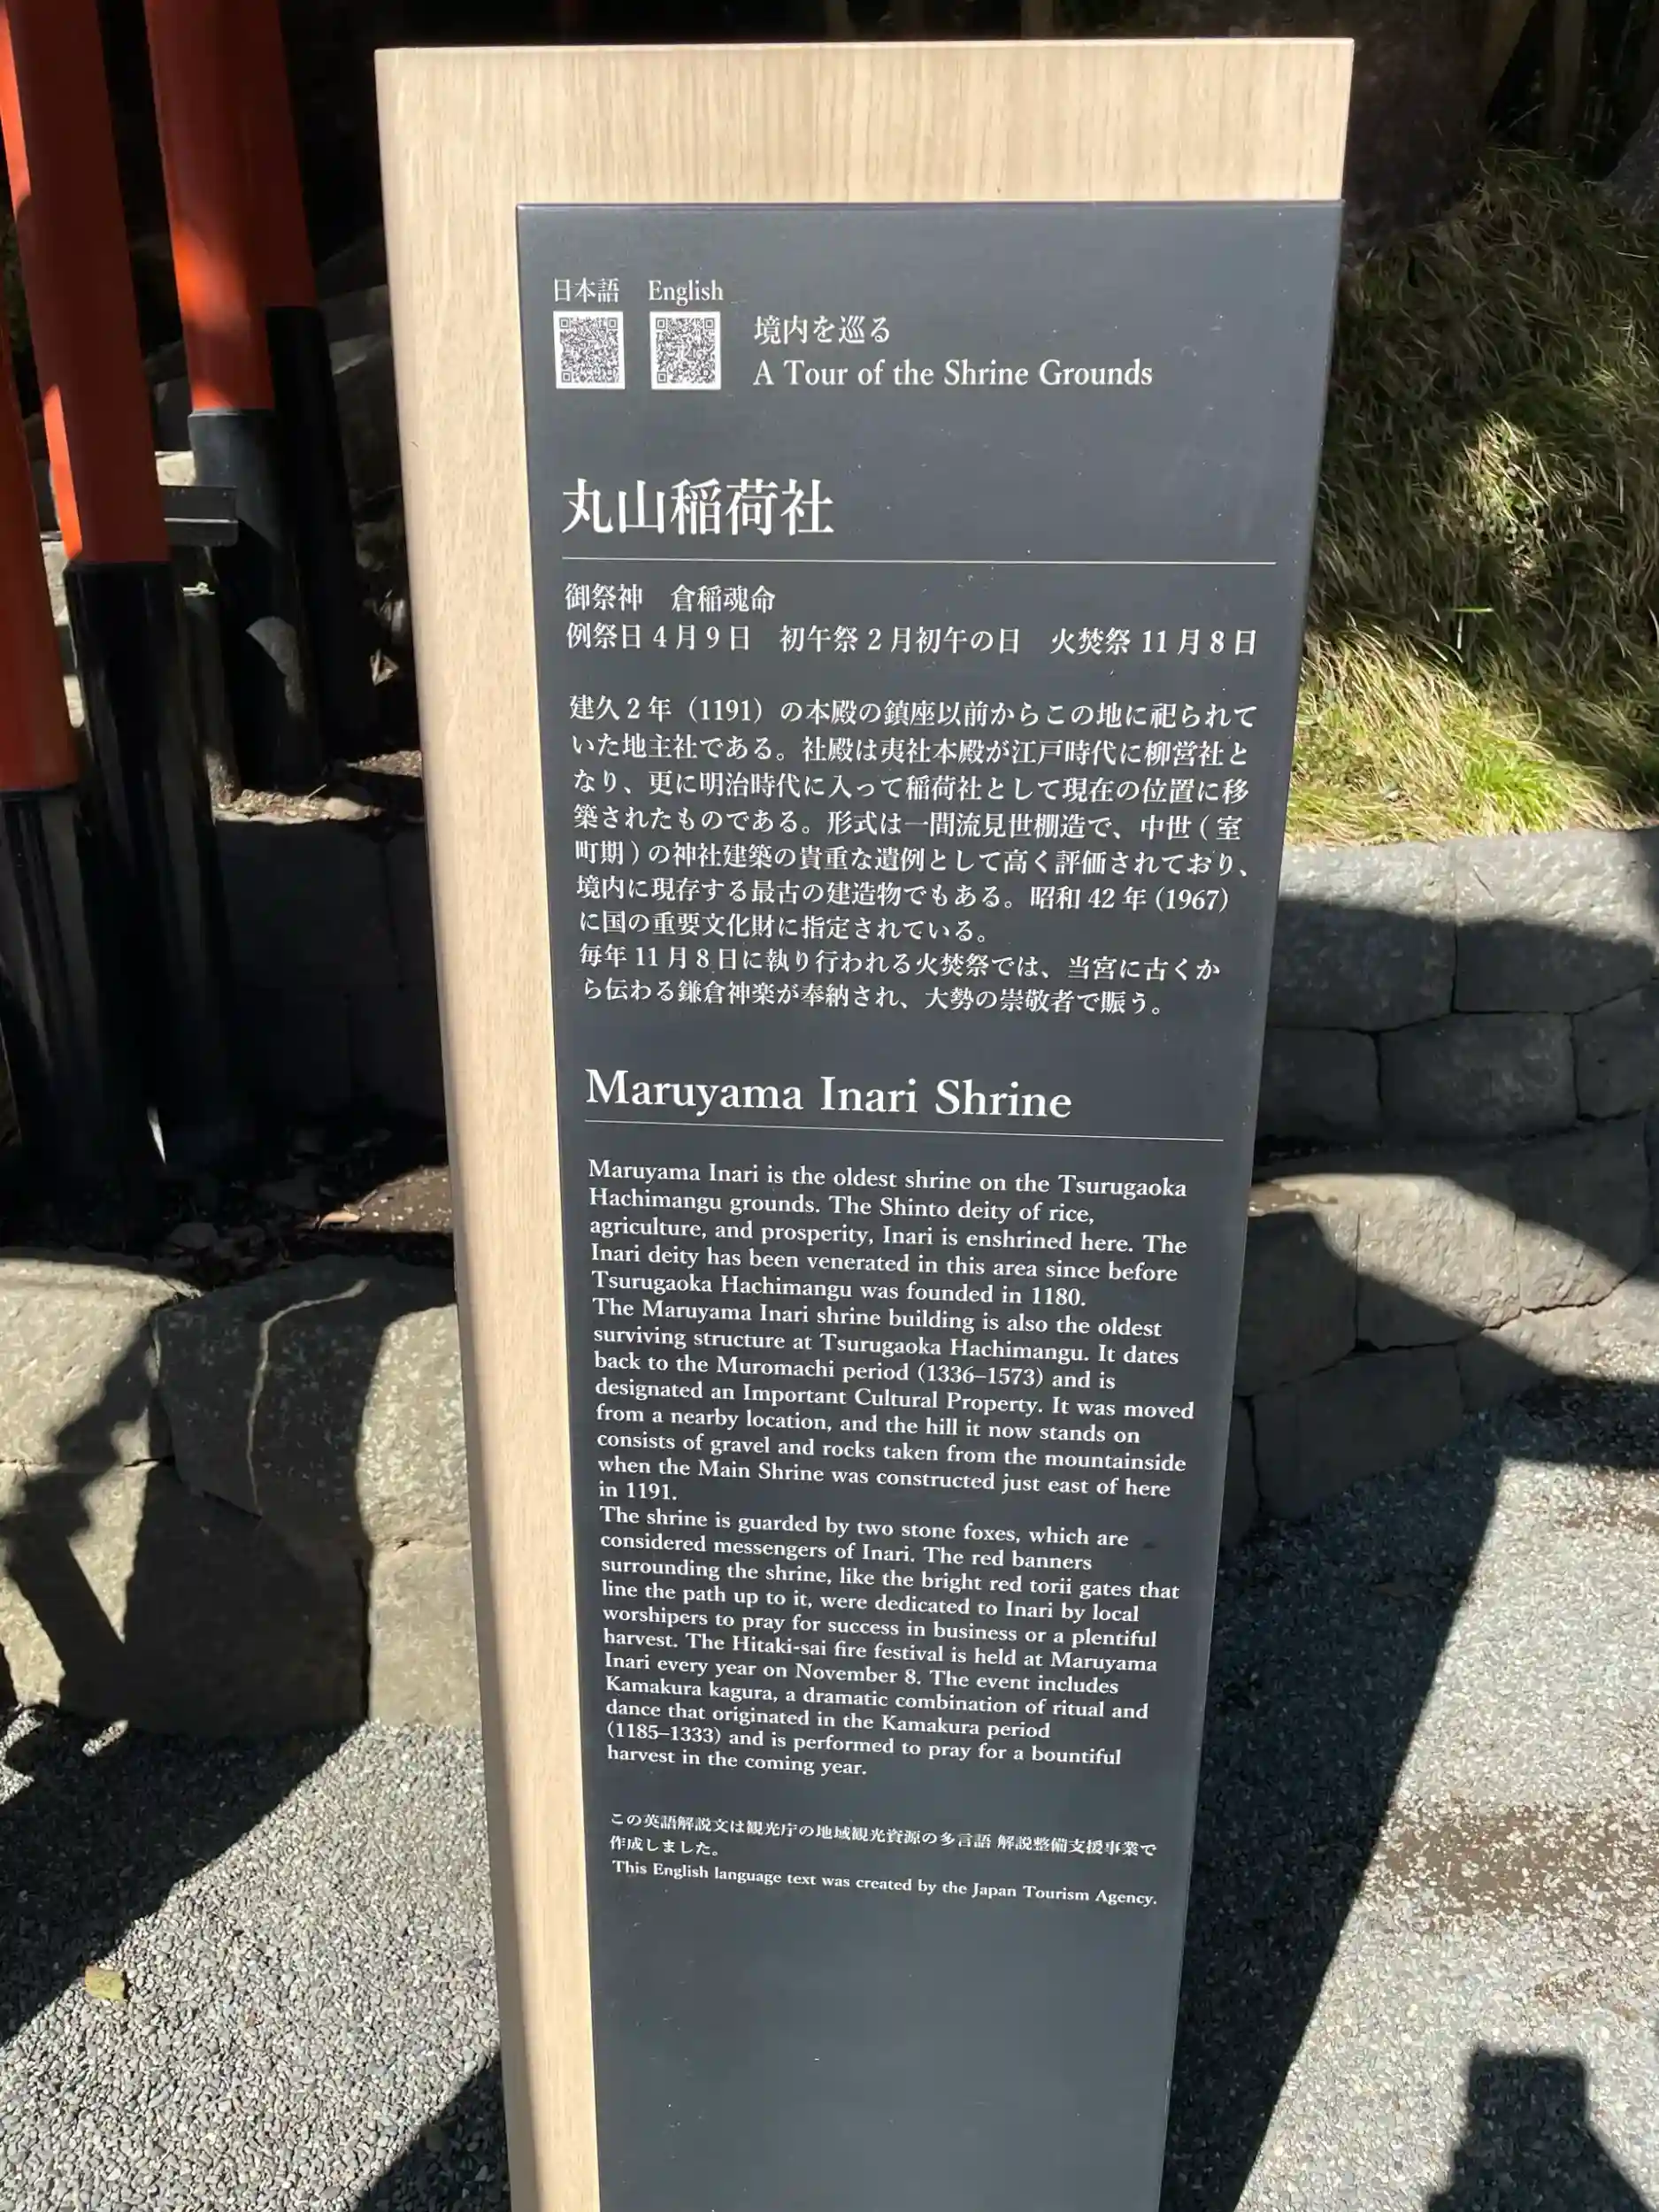 日本語 English
境内を巡る
A Tour of the Shrine Grounds
丸山稲荷社
御祭神　倉稲魂命
例祭日 4 月 9 日　初午祭 2 月初午の日　火焚祭 11 月 8 日
建久 2 年（1191）の本殿の鎮座以前からこの地に祀られて
いた地主社である。社殿は夷社本殿が江戸時代に柳営社と
なり、更に明治時代に入って稲荷社として現在の位置に移
築されたものである。形式は一間流見世棚造で、中世 ( 室
町期 ) の神社建築の貴重な遺例として高く評価されており、
境内に現存する最古の建造物でもある。昭和 42 年 (1967)
に国の重要文化財に指定されている。
毎年 11 月 8 日に執り行われる火焚祭では、当宮に古くか
ら伝わる鎌倉神楽が奉納され、大勢の崇敬者で賑う。
Maruyama Inari Shrine
Maruyama Inari is the oldest shrine on the Tsurugaoka
Hachimangu grounds. The Shinto deity of rice,
agriculture, and prosperity, Inari is enshrined here. The
Inari deity has been venerated in this area since before
Tsurugaoka Hachimangu was founded in 1180.
The Maruyama Inari shrine building is also the oldest
surviving structure at Tsurugaoka Hachimangu. It dates
back to the Muromachi period (1336–1573) and is
designated an Important Cultural Property. It was moved
from a nearby location, and the hill it now stands on
consists of gravel and rocks taken from the mountainside
when the Main Shrine was constructed just east of here
in 1191.
The shrine is guarded by two stone foxes, which are
considered messengers of Inari. The red banners
surrounding the shrine, like the bright red torii gates that
line the path up to it, were dedicated to Inari by local
worshipers to pray for success in business or a plentiful
harvest. The Hitaki-sai fire festival is held at Maruyama
Inari every year on November 8. The event includes
Kamakura kagura, a dramatic combination of ritual and
dance that originated in the Kamakura period
(1185–1333) and is performed to pray for a bountiful
harvest in the coming year.
この英語解説文は観光庁の地域観光資源の多言語 解説整備支援事業で
作成しました。
This English language text was created by the Japan Tourism Agency.